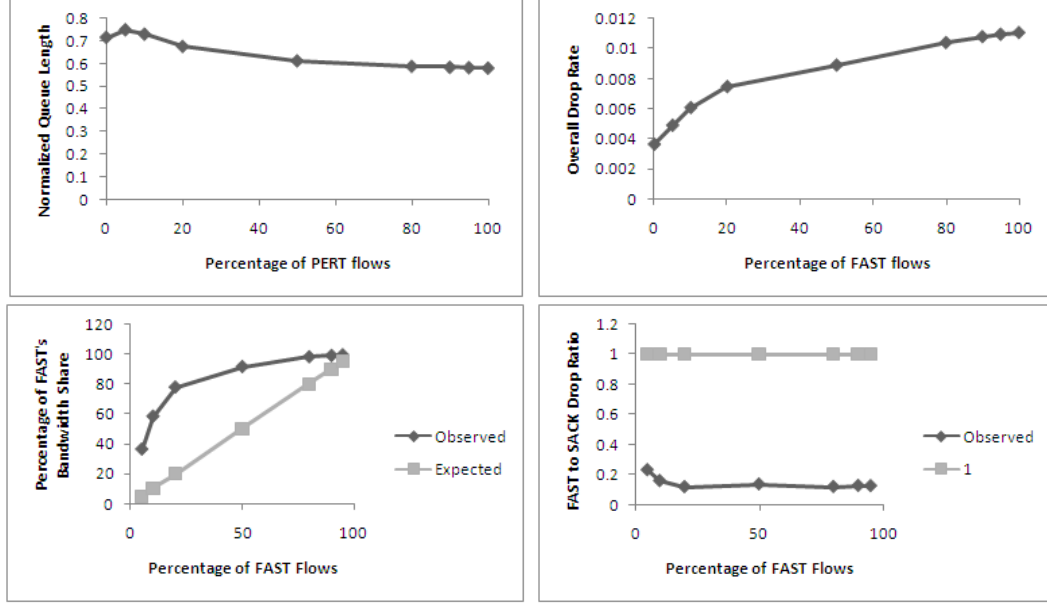 Normalized Queue Length
0.8
0.7
0.6
0.5
0.4
0.3
0.2
0.1
0
0 20 40 60 80 100
Percentage of PERT flows
Overall Drop Rate
0.012
0.01
0.008
0.006
0.004
0.002
0
0 20 40 60 80 100
Percentage of FAST flows
Percentage of FAST's
Bandwidth Share
120
100
80
60
40
20
0
0 50 100
Percentage of FAST Flows
Observed
Expected
FAST to SACK Drop Ratio
1.2
1
0.8
0.6
0.4
0.2
0
0 50 100
Percentage of FAST Flows
Observed
1